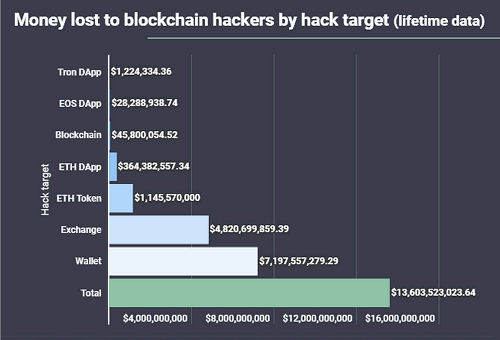 Money lost to blockchain hackers by hack target (lifetime data)
Hack target
Tron DApp $1,224,334.36
EOS DApp $28,288,938.74
Blockchain $45,800,054.52
ETH DApp $364,382,557.34
ETH Token $1,145,570,000
Exchange $4,820,699,859.39
Wallet $7,197,557,279.29
Total $13,603,523,023.64
$4,000,000,000 $8,000,000,000 $12,000,000,000 $16,000,000,000